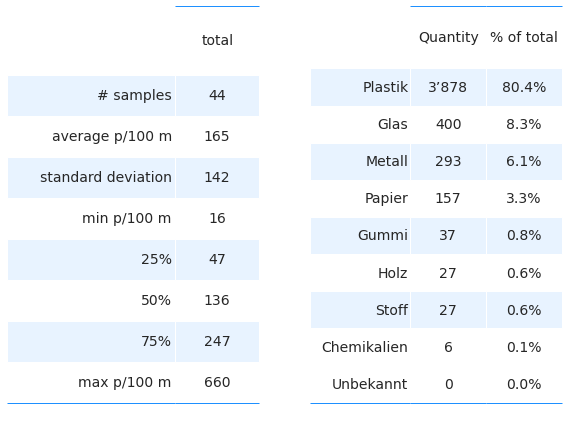 total
# samples 44
average p/100 m 165
standard deviation 142
min p/100 m 16
25% 47
50% 136
75% 247
max p/100 m 660
Quantity % of total
Plastik 3’878 80.4%
Glas 400 8.3%
Metall 293 6.1%
Papier 157 3.3%
Gummi 37 0.8%
Holz 27 0.6%
Stoff 27 0.6%
Chemikalien 6 0.1%
Unbekannt 0 0.0%